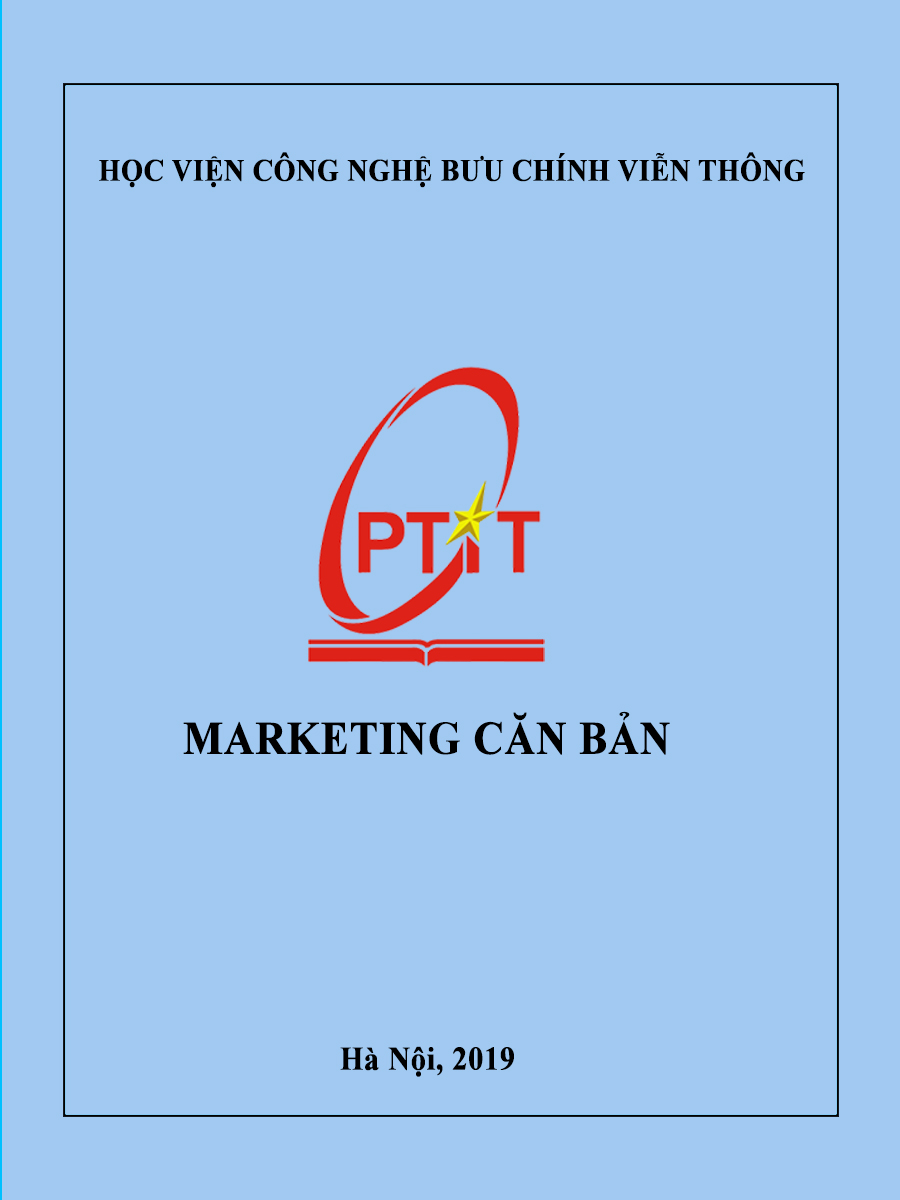 HỌC VIỆN CÔNG NGHỆ BƯU CHÍNH VIỄN THÔNG
PTIT
MARKETING CĂN BẢN
Hà Nội, 2019